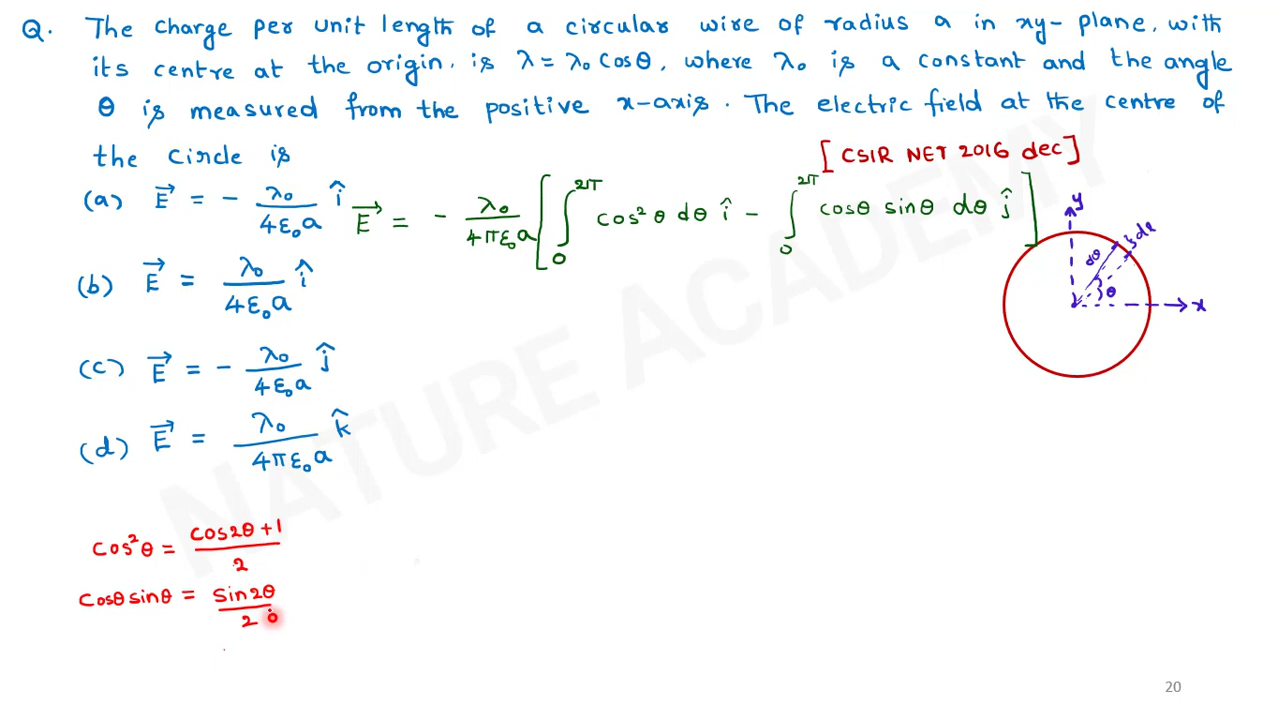 Q. The charge per unit length of a circular wire of radius a in xy-plane, with
its centre at the origin, is λ = λ₀ cosθ, where λ₀ is a constant and the angle
θ is measured from the positive x-axis. The electric field at the centre of
the circle is
[CSIR NET 2016 dec]
(a) E⃗ = - λ₀/4ε₀a î
E⃗ = - λ₀/4πε₀a [ ∫₀^2π cos²θ dθ î - ∫₀^2π cosθ sinθ dθ ĵ ]
(b) E⃗ = λ₀/4ε₀a î
(c) E⃗ = - λ₀/4ε₀a ĵ
(d) E⃗ = λ₀/4πε₀a k̂
y
dl
dθ
θ
x
cos²θ = cos2θ+1/2
cosθ sinθ = sin2θ/2
NATURE ACADEMY
20